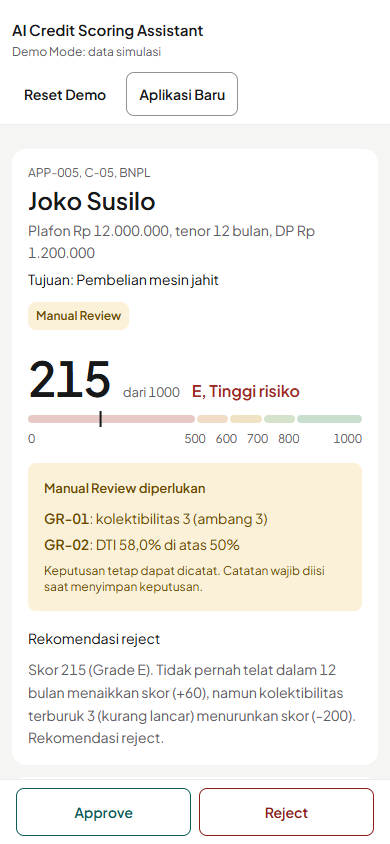 AI Credit Scoring Assistant
Demo Mode: data simulasi
Reset Demo
Aplikasi Baru
APP-005, C-05, BNPL
Joko Susilo
Plafon Rp 12.000.000, tenor 12 bulan, DP Rp
1.200.000
Tujuan: Pembelian mesin jahit
Manual Review
215 dari 1000 E, Tinggi risiko
0 500 600 700 800 1000
Manual Review diperlukan
GR-01: kolektibilitas 3 (ambang 3)
GR-02: DTI 58,0% di atas 50%
Keputusan tetap dapat dicatat. Catatan wajib diisi
saat menyimpan keputusan.
Rekomendasi reject
Skor 215 (Grade E). Tidak pernah telat dalam 12
bulan menaikkan skor (+60), namun kolektibilitas
terburuk 3 (kurang lancar) menurunkan skor (-200).
Rekomendasi reject.
Approve
Reject